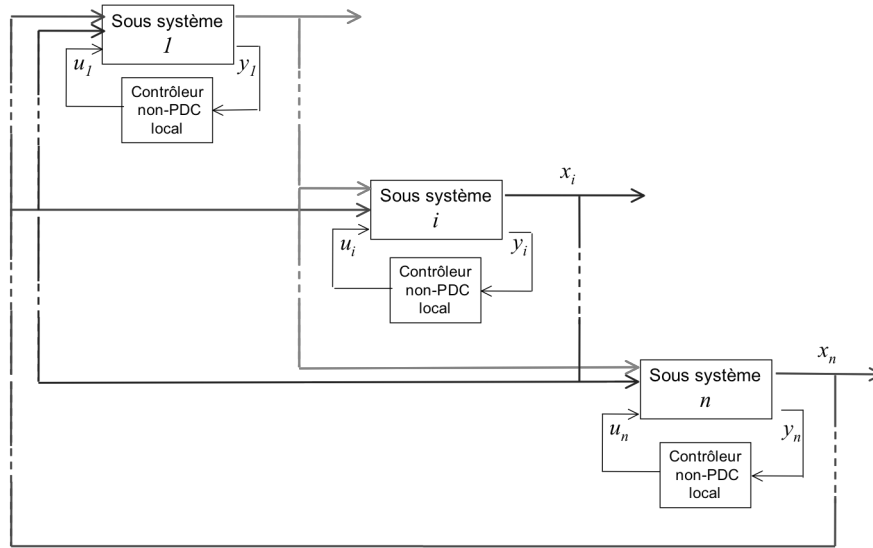 Sous système
1
u1
y1
Contrôleur
non-PDC
local
xi
Sous système
i
ui
yi
Contrôleur
non-PDC
local
xn
Sous système
n
un
yn
Contrôleur
non-PDC
local